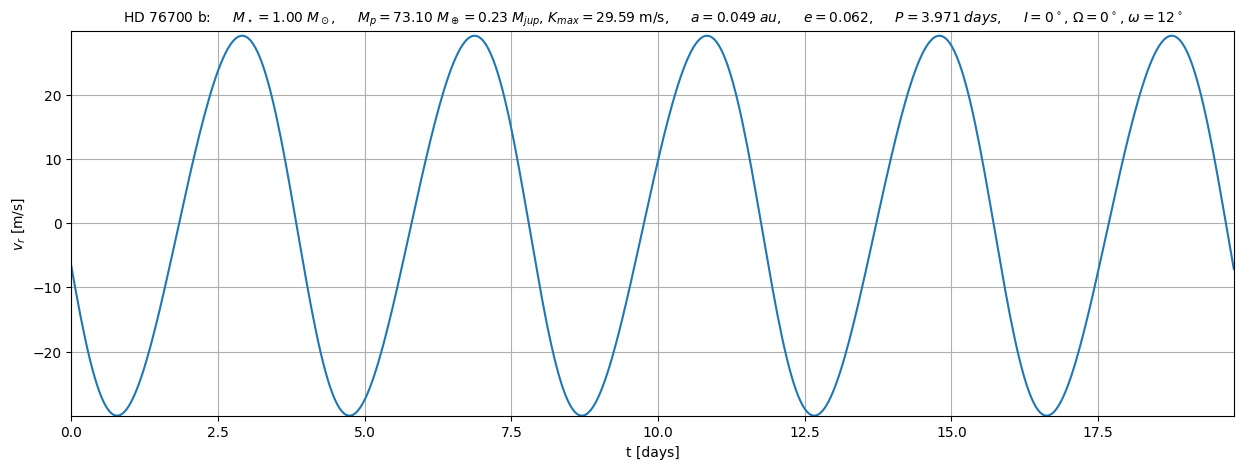 HD 76700 b: M⋆ = 1.00 M⊙, Mp = 73.10 M⊕ = 0.23 Mjup, Kmax = 29.59 m/s, a = 0.049 au, e = 0.062, P = 3.971 days, I = 0°, Ω = 0°, ω = 12°
20
10
0
−10
−20
vr [m/s]
0.0 2.5 5.0 7.5 10.0 12.5 15.0 17.5
t [days]